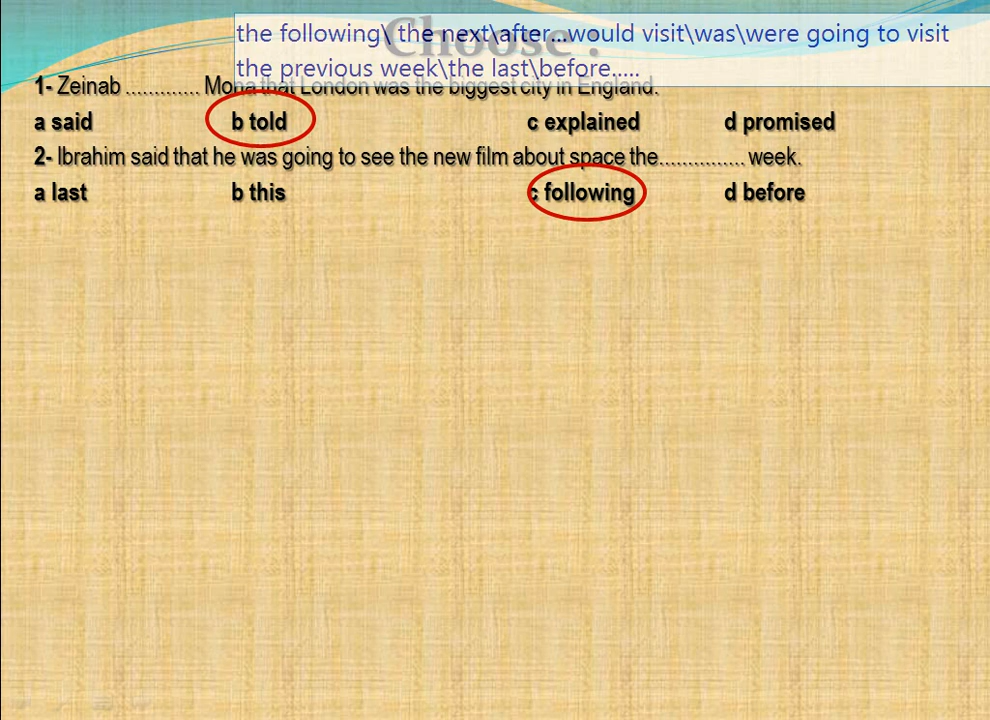 Choose :
the following\ the next\after...would visit\was\were going to visit
the previous week\the last\before.....
1- Zeinab ............. Mona that London was the biggest city in England.
a said b told c explained d promised
2- Ibrahim said that he was going to see the new film about space the............... week.
a last b this c following d before